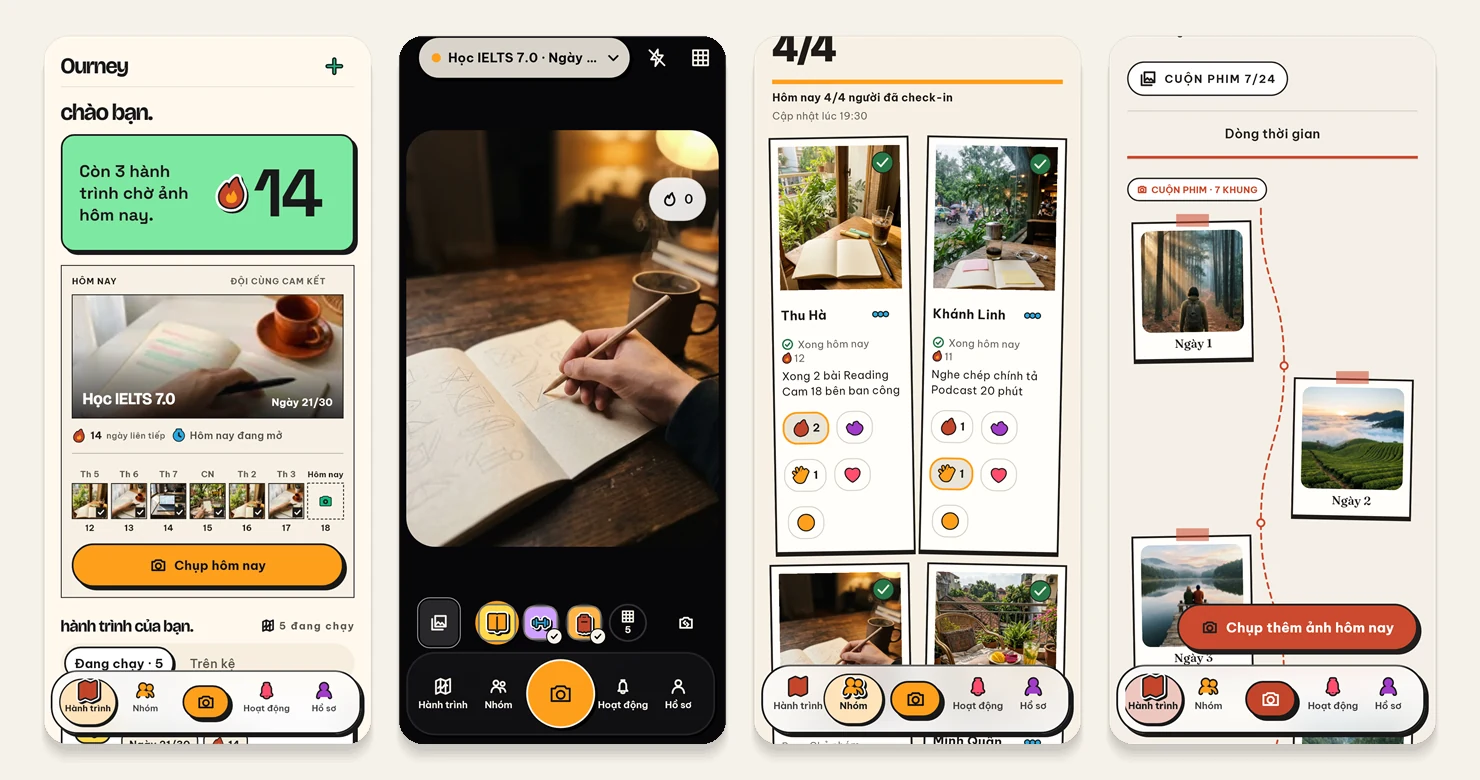 Ourney
chào bạn.
Còn 3 hành
trình chờ ảnh
hôm nay.
14
HÔM NAY
ĐỘI CÙNG CAM KẾT
Học IELTS 7.0
Ngày 21/30
14 ngày liên tiếp
Hôm nay đang mở
Th 5 Th 6 Th 7 CN Th 2 Th 3 Hôm nay
12 13 14 15 16 17 18
Chụp hôm nay
hành trình của bạn.
5 đang chạy
Đang chạy · 5
Trên kệ
Hành trình
Nhóm
Hoạt động
Hồ sơ
Ngày 21/30
14
Học IELTS 7.0 · Ngày ...
0
5
Hành trình
Nhóm
Hoạt động
Hồ sơ
4/4
Hôm nay 4/4 người đã check-in
Cập nhật lúc 19:30
Thu Hà
Xong hôm nay
12
Xong 2 bài Reading
Cam 18 bên ban công
2
1
Khánh Linh
Xong hôm nay
11
Nghe chép chính tả
Podcast 20 phút
1
1
Hành trình
Nhóm
Hoạt động
Hồ sơ
Minh Quân
CUỘN PHIM 7/24
Dòng thời gian
CUỘN PHIM · 7 KHUNG
Ngày 1
Ngày 2
Ngày 3
Chụp thêm ảnh hôm nay
Hành trình
Nhóm
Hoạt động
Hồ sơ